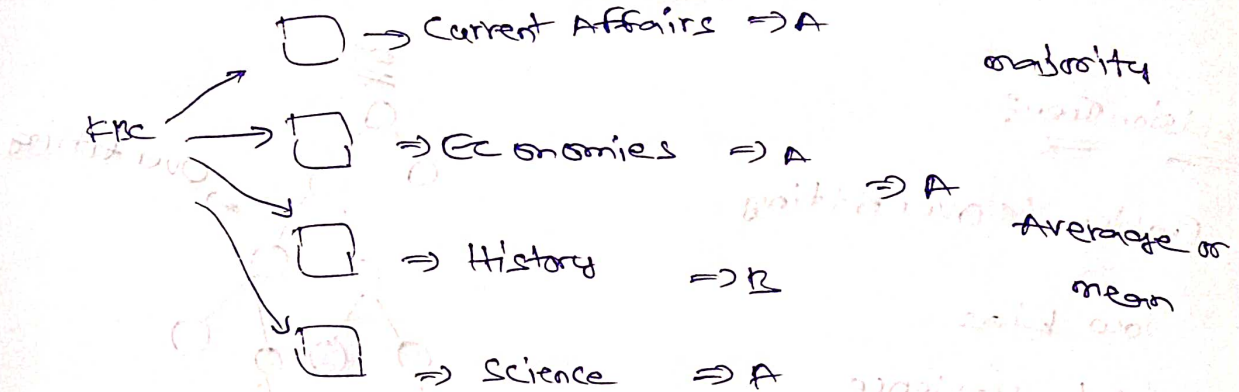 → Current Affairs ⇒ A
majority
KBC
⇒ Economies ⇒ A
⇒ A
Average or
mean
⇒ History ⇒ B
⇒ Science ⇒ A